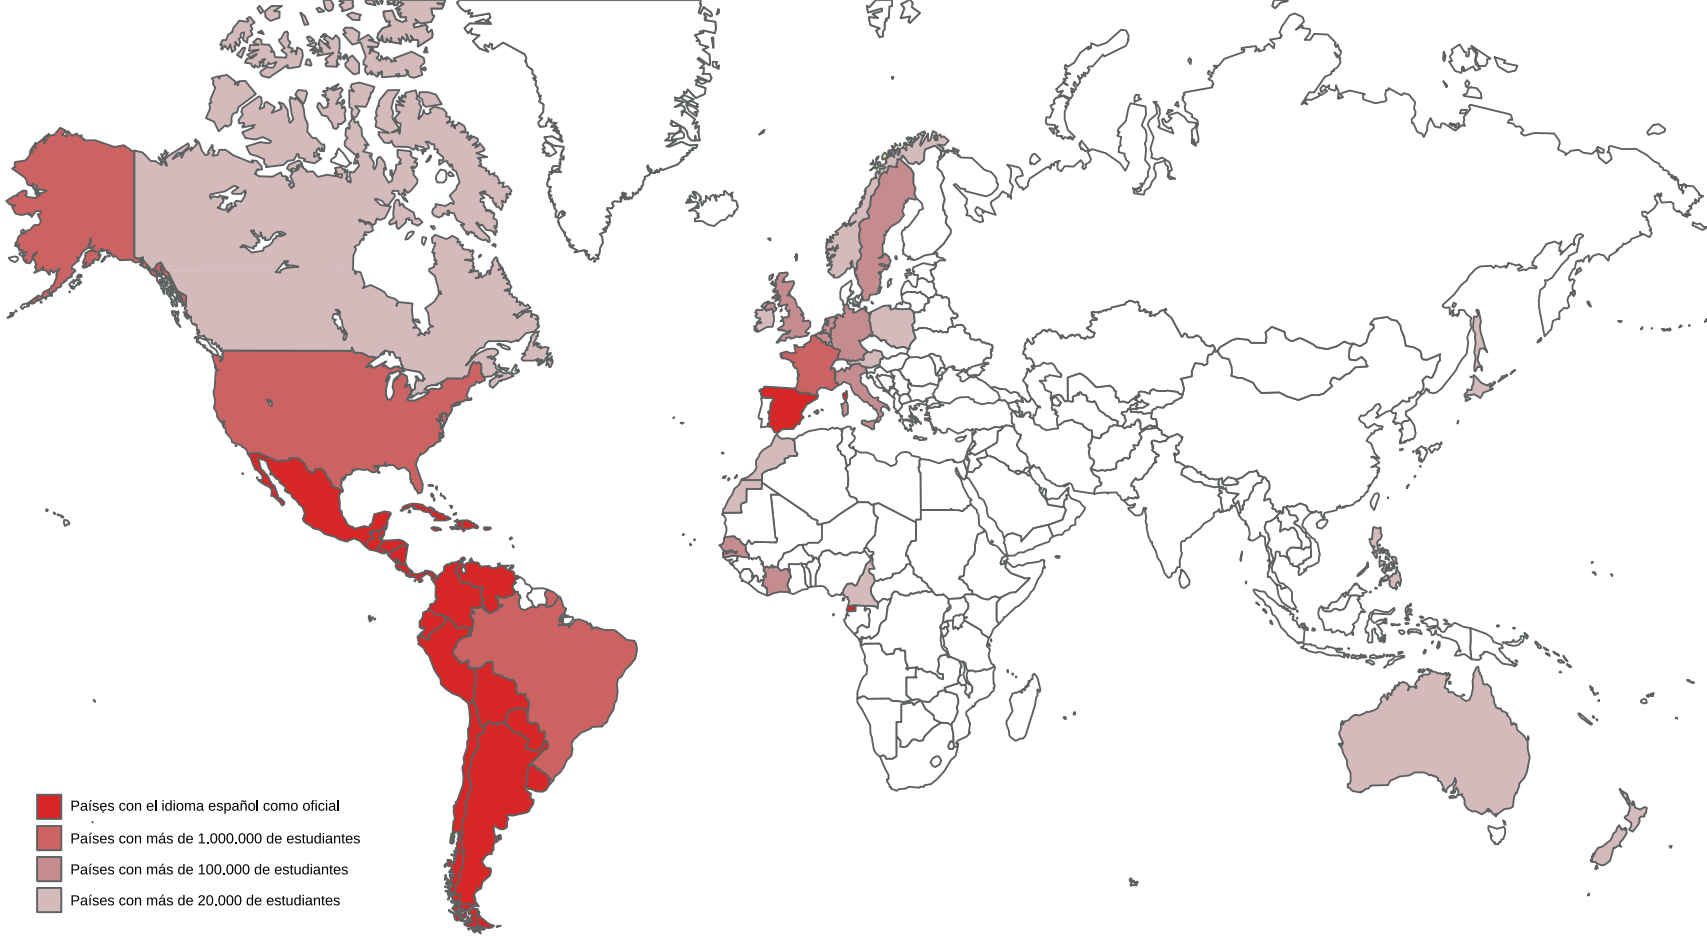 Países con el idioma español como oficial
Países con más de 1.000.000 de estudiantes
Países con más de 100.000 de estudiantes
Países con más de 20.000 de estudiantes